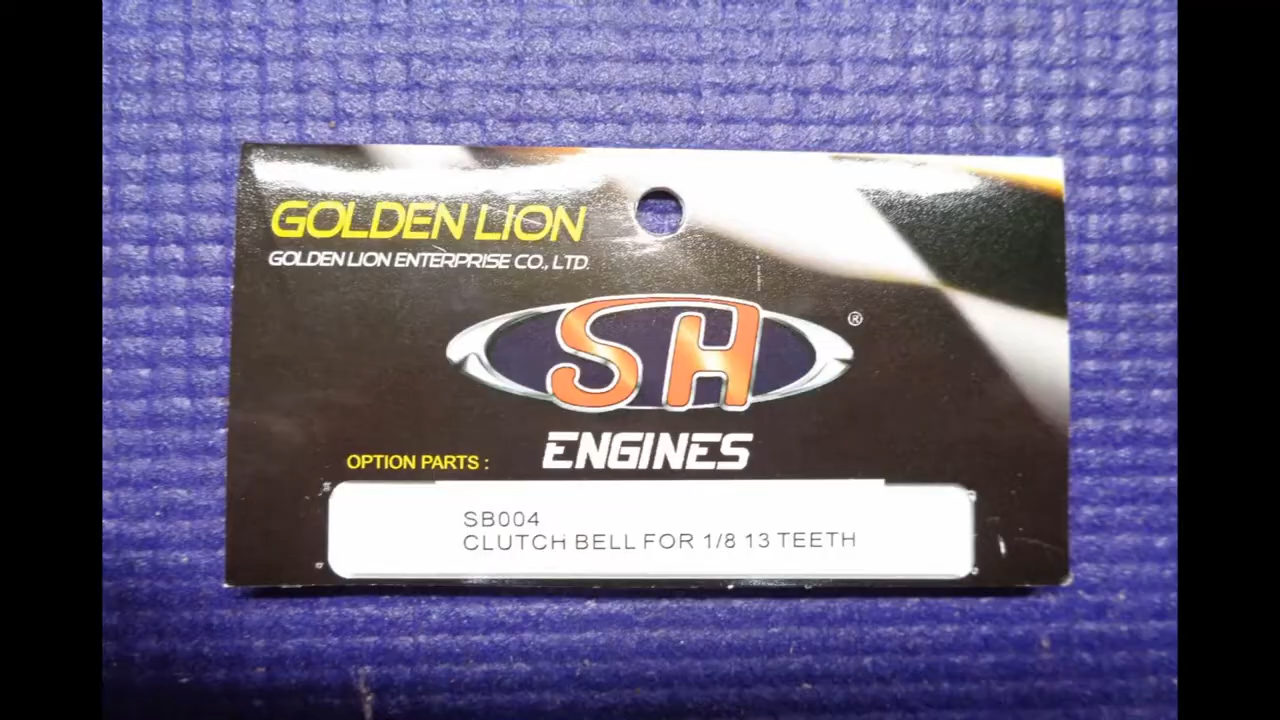 GOLDEN LION
GOLDEN LION ENTERPRISE CO., LTD.
SH ®
ENGINES
OPTION PARTS :
SB004
CLUTCH BELL FOR 1/8 13 TEETH